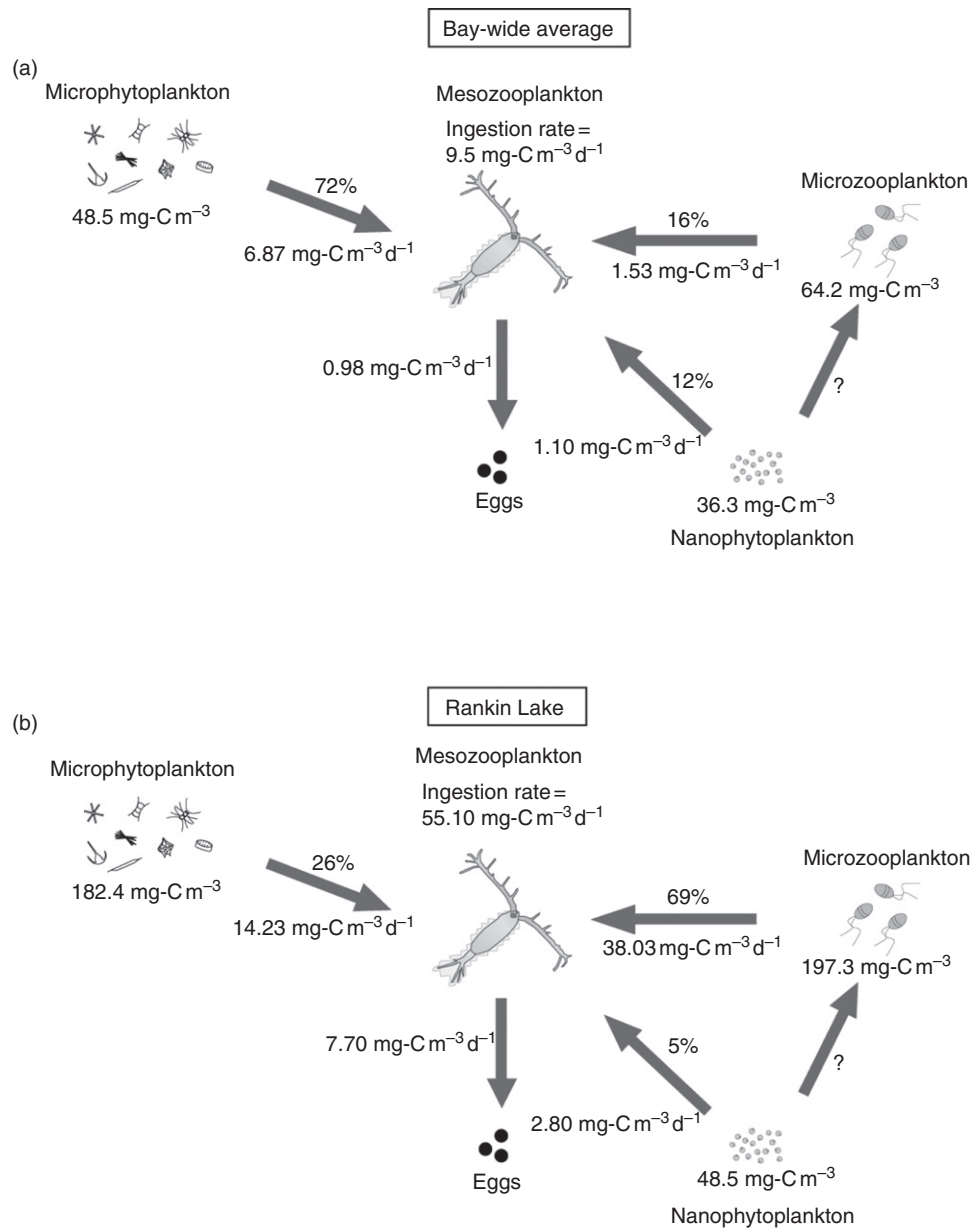 Bay-wide average
(a)
Microphytoplankton
48.5 mg-C m⁻³
72%
6.87 mg-C m⁻³ d⁻¹
Mesozooplankton
Ingestion rate =
9.5 mg-C m⁻³ d⁻¹
Microzooplankton
16%
1.53 mg-C m⁻³ d⁻¹
64.2 mg-C m⁻³
0.98 mg-C m⁻³ d⁻¹
12%
?
1.10 mg-C m⁻³ d⁻¹
Eggs
36.3 mg-C m⁻³
Nanophytoplankton
Rankin Lake
(b)
Microphytoplankton
182.4 mg-C m⁻³
26%
14.23 mg-C m⁻³ d⁻¹
Mesozooplankton
Ingestion rate =
55.10 mg-C m⁻³ d⁻¹
Microzooplankton
69%
38.03 mg-C m⁻³ d⁻¹
197.3 mg-C m⁻³
7.70 mg-C m⁻³ d⁻¹
5%
?
2.80 mg-C m⁻³ d⁻¹
Eggs
48.5 mg-C m⁻³
Nanophytoplankton